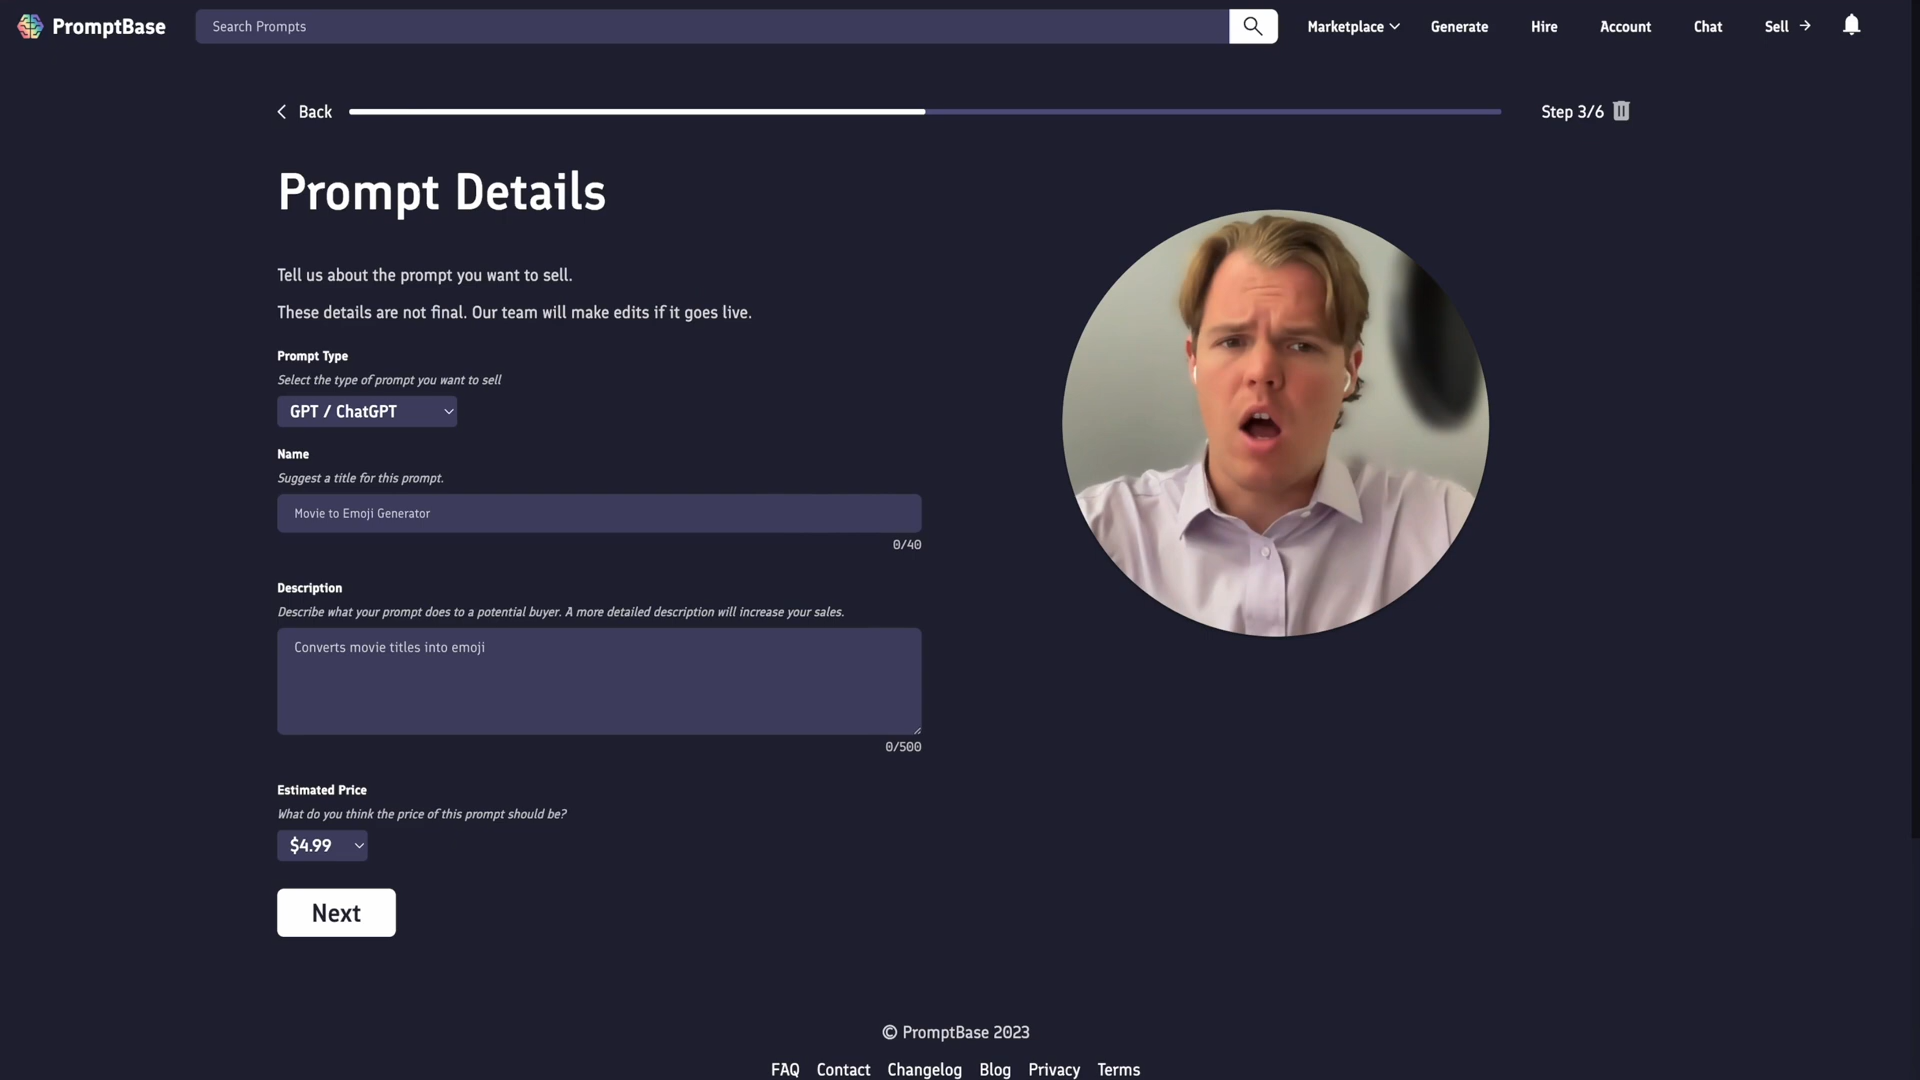 PromptBase
Search Prompts
Marketplace
Generate
Hire
Account
Chat
Sell
Back
Step 3/6
Prompt Details
Tell us about the prompt you want to sell.
These details are not final. Our team will make edits if it goes live.
Prompt Type
Select the type of prompt you want to sell
GPT / ChatGPT
Name
Suggest a title for this prompt.
Movie to Emoji Generator
0/40
Description
Describe what your prompt does to a potential buyer. A more detailed description will increase your sales.
Converts movie titles into emoji
0/500
Estimated Price
What do you think the price of this prompt should be?
$4.99
Next
© PromptBase 2023
FAQ Contact Changelog Blog Privacy Terms